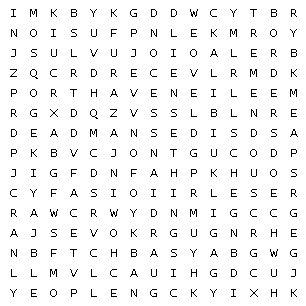 I M K B Y K G D D W C Y T B R
N O I S U F P N L E K M R O Y
J S U L V U J O I O A L E R B
Z Q C R D R E C E V L R M D K
P O R T H A V E N E I L E E M
R G X D Q Z V S S L B L N R E
D E A D M A N S E D I S D S A
P K B V C J O N T G U C O D P
J I G F D N F A H P K H U O S
C Y F A S I O I I R L E S E R
R A W C R W Y D N M I G C C G
A J S E V O K R G U G N R H E
N B F T C H B A S Y A B G W G
L L M V L C A U I H G D C U J
Y E O P L E N G C K Y I X H K